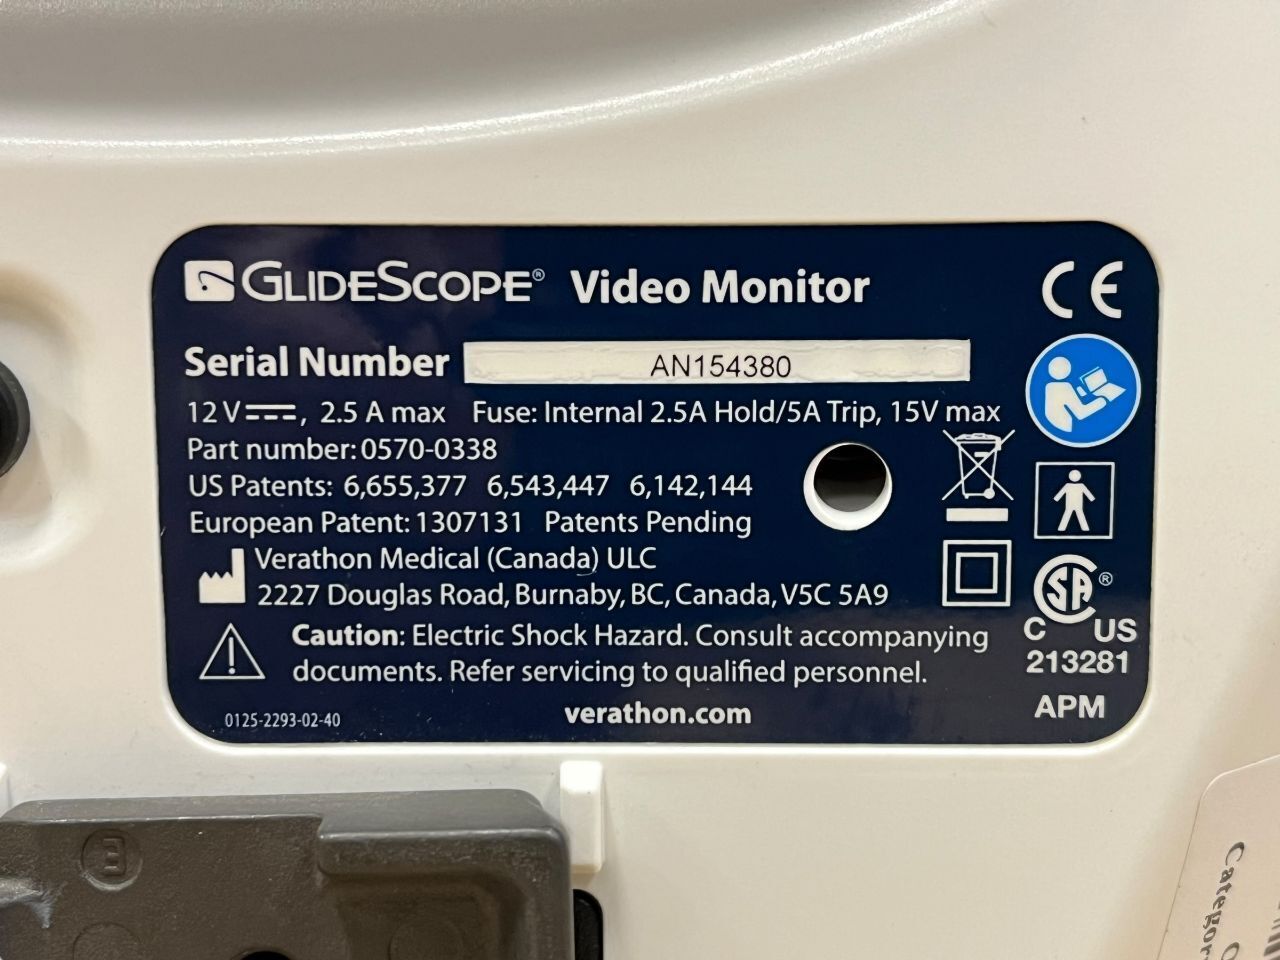 GLIDESCOPE® Video Monitor
CE
Serial Number AN154380
12 V, 2.5 A max Fuse: Internal 2.5A Hold/5A Trip, 15V max
Part number: 0570-0338
US Patents: 6,655,377 6,543,447 6,142,144
European Patent: 1307131 Patents Pending
Verathon Medical (Canada) ULC
2227 Douglas Road, Burnaby, BC, Canada, V5C 5A9
Caution: Electric Shock Hazard. Consult accompanying
documents. Refer servicing to qualified personnel.
0125-2293-02-40
verathon.com
SA®
C US
213281
APM
E